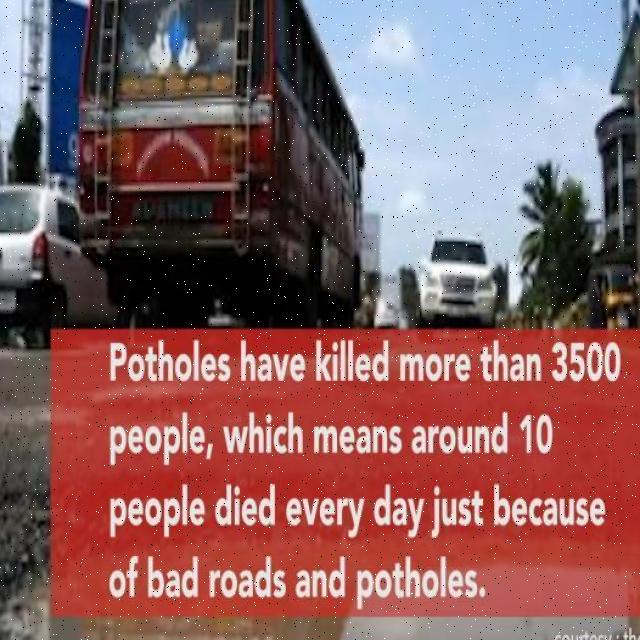 Potholes have killed more than 3500
people, which means around 10
people died every day just because
of bad roads and potholes.
courtesy :